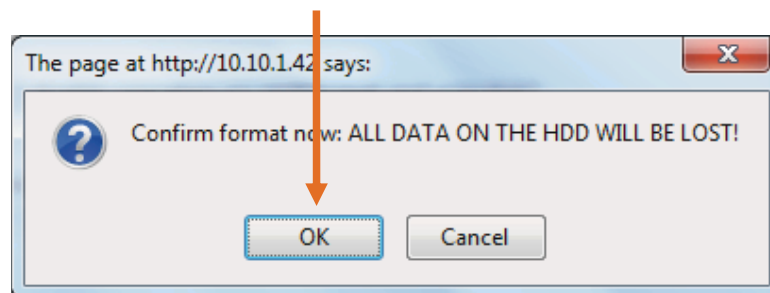 The page at http://10.10.1.42 says:
Confirm format now: ALL DATA ON THE HDD WILL BE LOST!
OK
Cancel